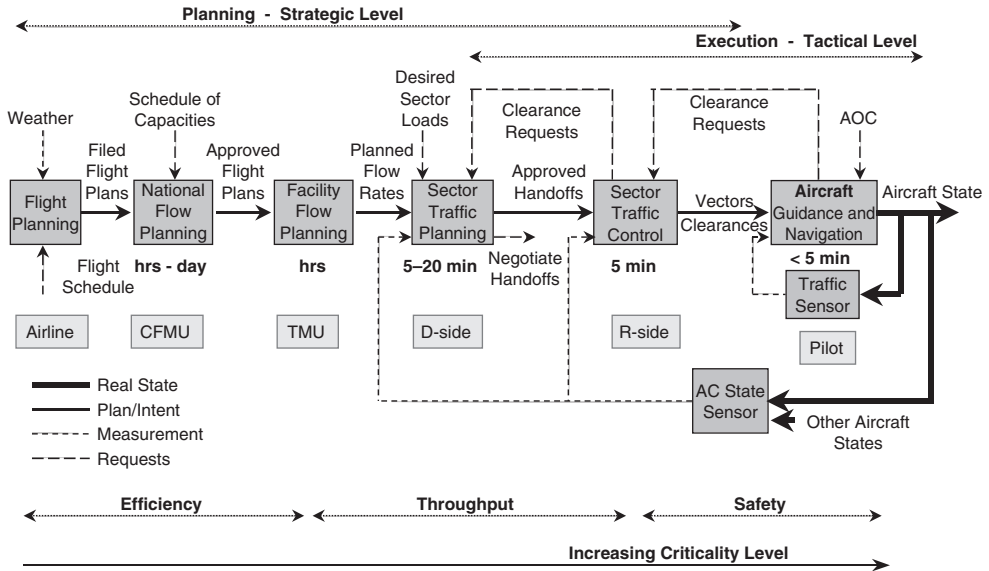 Planning - Strategic Level
Execution - Tactical Level
Weather
Schedule of
Capacities
Desired
Sector
Loads
Clearance
Requests
Clearance
Requests
AOC
Filed
Flight
Plans
Approved
Flight
Plans
Planned
Flow
Rates
Approved
Handoffs
Vectors
Clearances
Aircraft State
Flight
Planning
National
Flow
Planning
Facility
Flow
Planning
Sector
Traffic
Planning
Sector
Traffic
Control
Aircraft
Guidance and
Navigation
Flight
Schedule
hrs - day
hrs
5–20 min
Negotiate
Handoffs
5 min
< 5 min
Traffic
Sensor
Airline
CFMU
TMU
D-side
R-side
Pilot
Real State
Plan/Intent
Measurement
Requests
AC State
Sensor
Other Aircraft
States
Efficiency
Throughput
Safety
Increasing Criticality Level